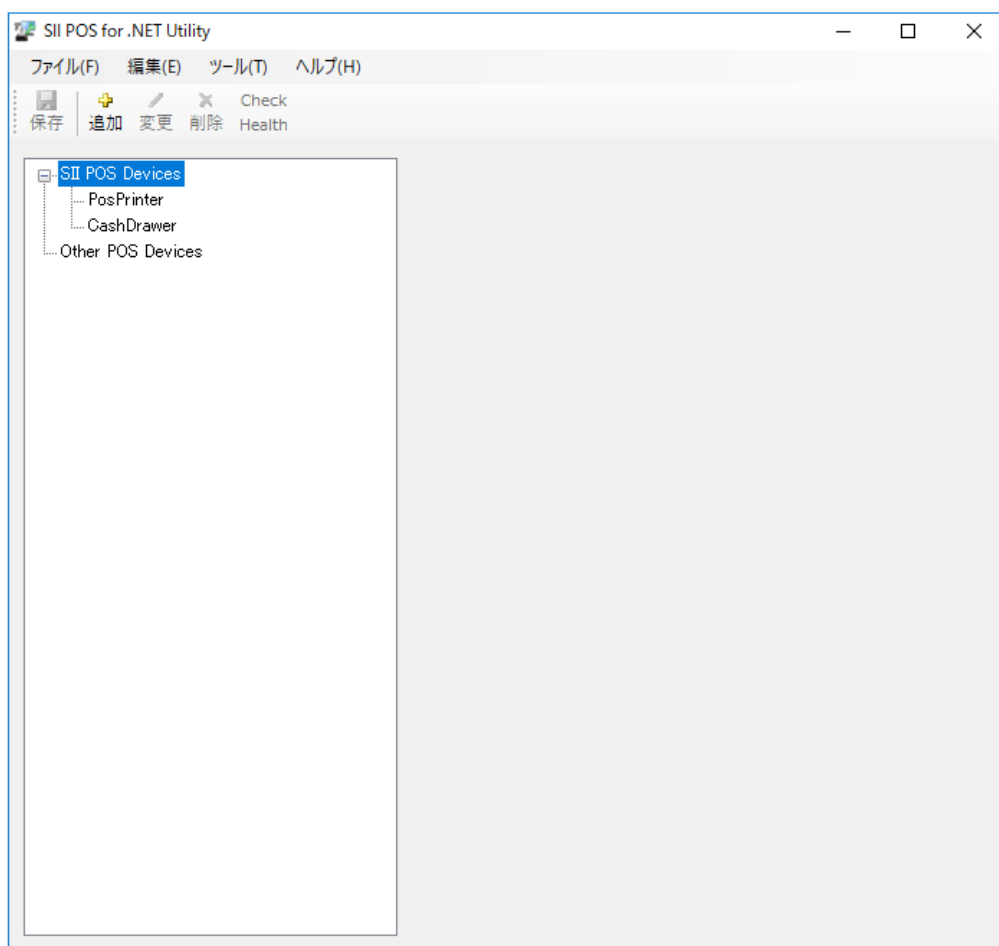 SII POS for .NET Utility
ファイル(F) 編集(E) ツール(T) ヘルプ(H)
保存 追加 変更 削除 Check Health
SII POS Devices
PosPrinter
CashDrawer
Other POS Devices